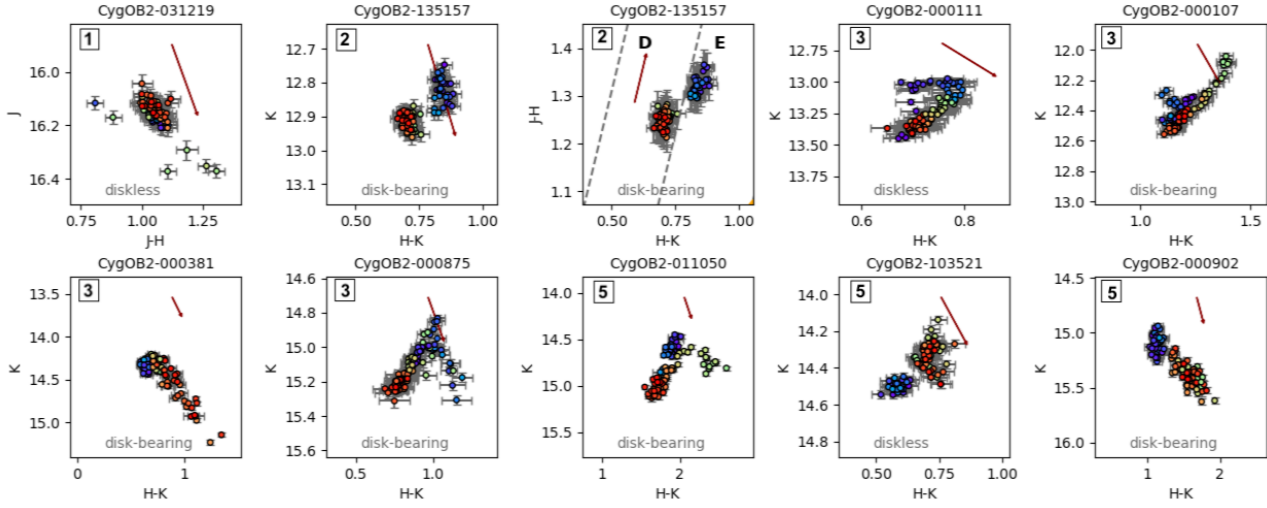 CygOB2-031219 CygOB2-135157 CygOB2-135157 CygOB2-000111 CygOB2-000107
1
16.0
16.2
16.4
J
diskless
0.75 1.00 1.25
J-H
2
12.7
12.8
12.9
13.0
13.1
K
disk-bearing
0.50 0.75 1.00
H-K
2
D E
1.4
1.3
1.2
1.1
J-H
disk-bearing
0.50 0.75 1.00
H-K
3
12.75
13.00
13.25
13.50
13.75
K
diskless
0.6 0.8
H-K
3
12.0
12.2
12.4
12.6
12.8
13.0
K
disk-bearing
1.0 1.5
H-K
CygOB2-000381 CygOB2-000875 CygOB2-011050 CygOB2-103521 CygOB2-000902
3
13.5
14.0
14.5
15.0
K
disk-bearing
0 1
H-K
3
14.6
14.8
15.0
15.2
15.4
15.6
K
disk-bearing
0.5 1.0
H-K
5
14.0
14.5
15.0
15.5
K
disk-bearing
1 2
H-K
5
14.0
14.2
14.4
14.6
14.8
K
diskless
0.50 0.75 1.00
H-K
5
14.5
15.0
15.5
16.0
K
disk-bearing
1 2
H-K